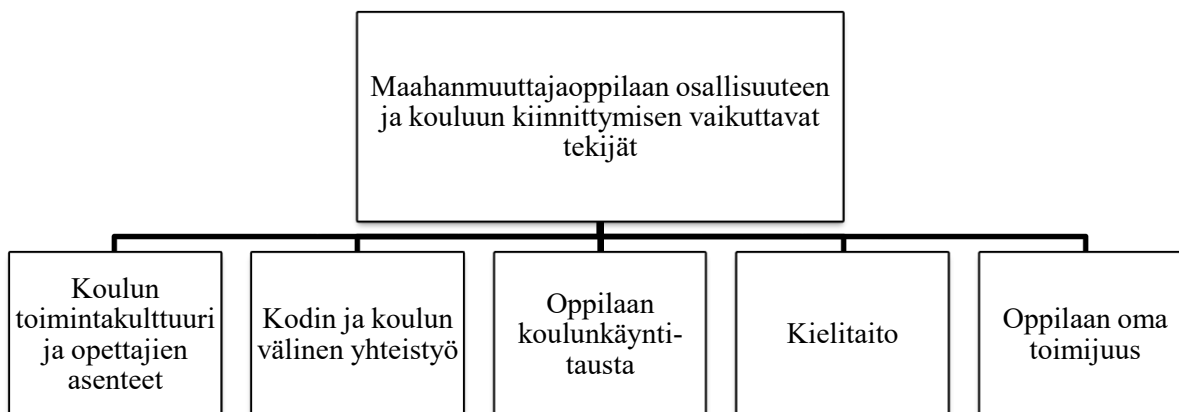 Maahanmuuttajaoppilaan osallisuuteen
ja kouluun kiinnittymisen vaikuttavat
tekijät
Koulun
toimintakulttuuri
ja opettajien
asenteet
Kodin ja koulun
välinen yhteistyö
Oppilaan
koulunkäynti-
tausta
Kielitaito
Oppilaan oma
toimijuus